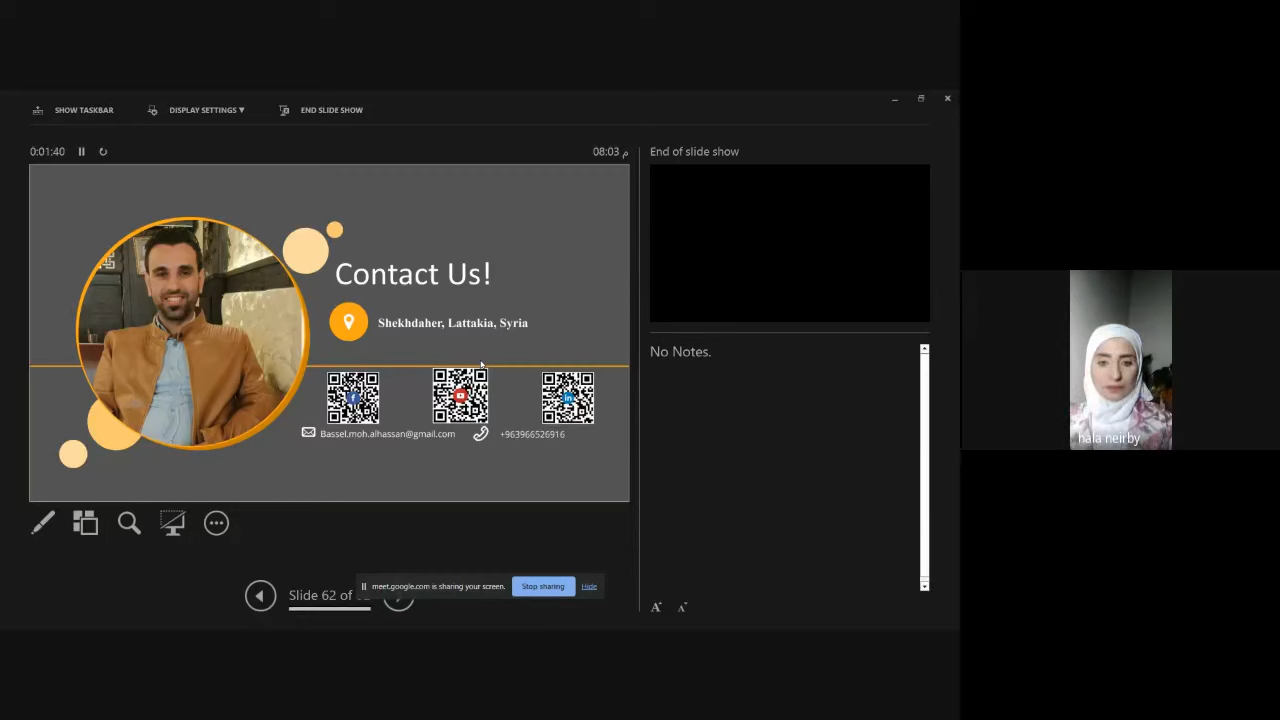 SHOW TASKBAR
DISPLAY SETTINGS ▼
END SLIDE SHOW
0:01:40
08:03 م
End of slide show
Contact Us!
Shekhdaher, Lattakia, Syria
Bassel.moh.alhassan@gmail.com
+963966526916
No Notes.
hala neirby
meet.google.com is sharing your screen.
Stop sharing
Hide
Slide 62 of
A
A